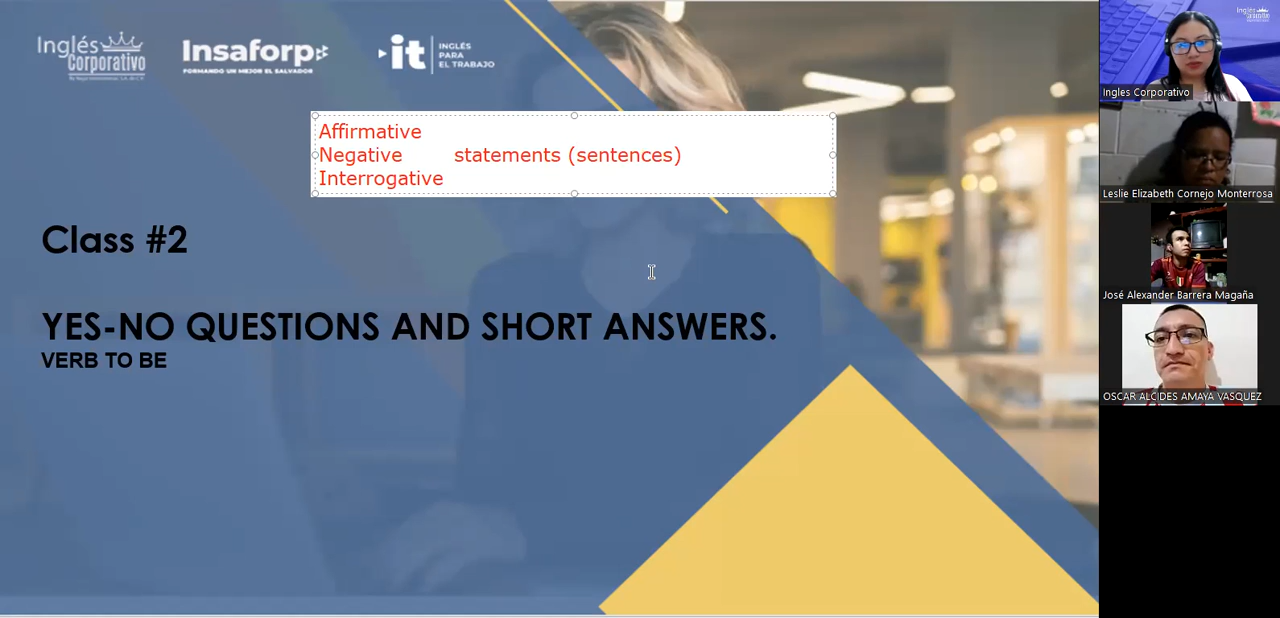 Inglés
Corporativo
Insaforp
FORMANDO UN MEJOR EL SALVADOR
it
INGLÉS
PARA
EL TRABAJO
Affirmative
Negative statements (sentences)
Interrogative
Class #2
YES-NO QUESTIONS AND SHORT ANSWERS.
VERB TO BE
Ingles Corporativo
Leslie Elizabeth Cornejo Monterrosa
José Alexander Barrera Magaña
OSCAR ALCIDES AMAYA VASQUEZ